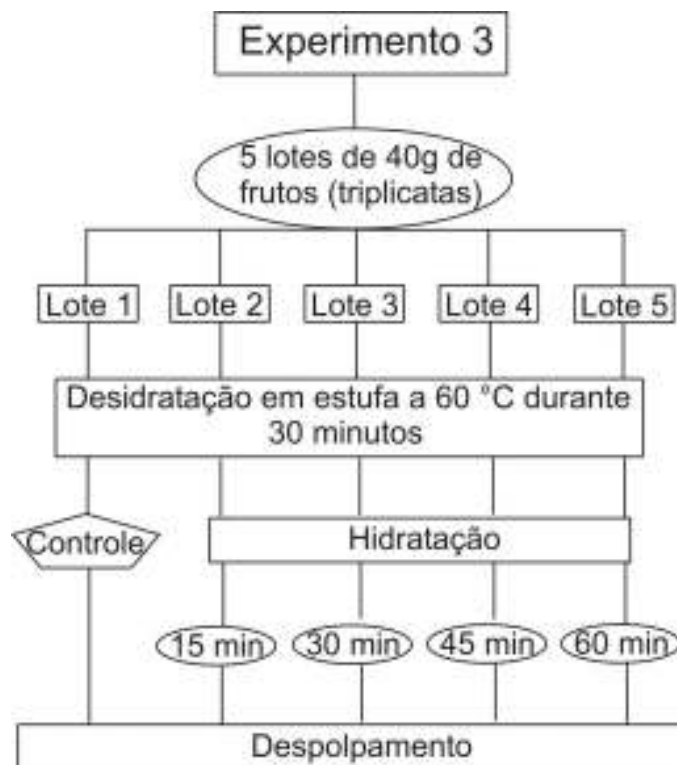 Experimento 3
5 lotes de 40g de
frutos (triplicatas)
Lote 1
Lote 2
Lote 3
Lote 4
Lote 5
Desidratação em estufa a 60 °C durante
30 minutos
Controle
Hidratação
15 min
30 min
45 min
60 min
Despolpamento